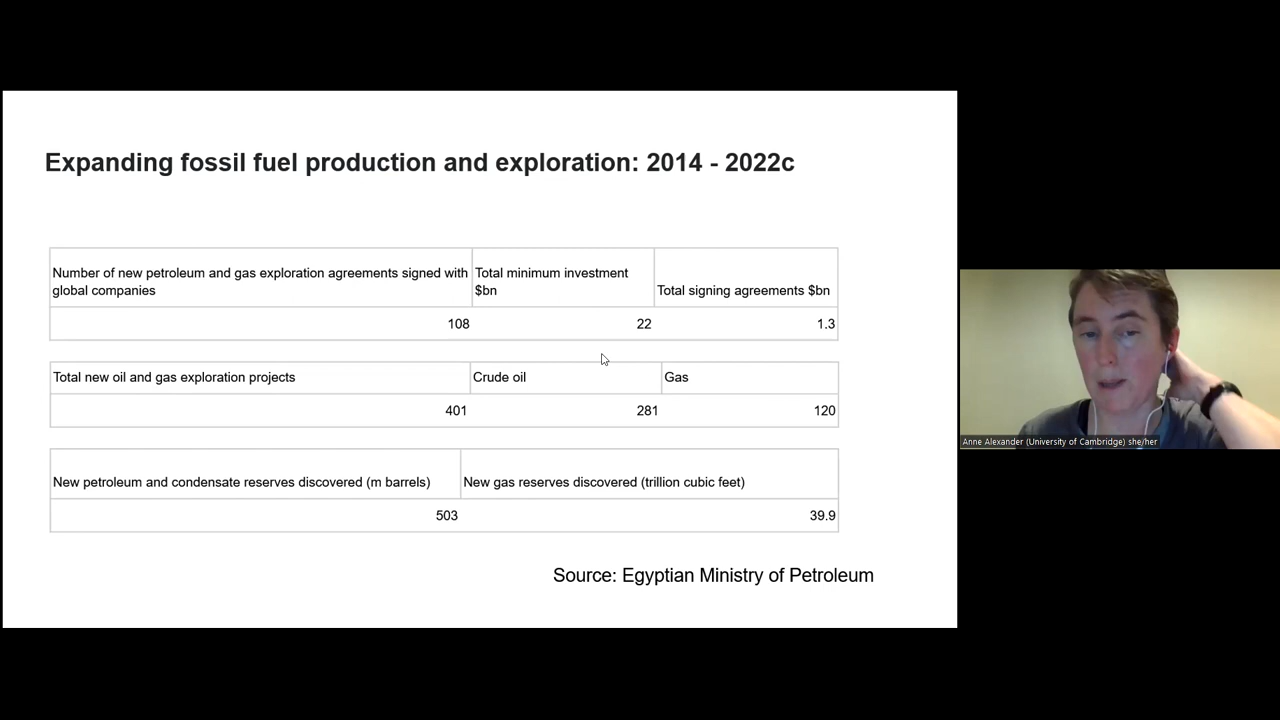 Expanding fossil fuel production and exploration: 2014 - 2022c
Number of new petroleum and gas exploration agreements signed with
global companies
Total minimum investment
$bn
Total signing agreements $bn
108
22
1.3
Total new oil and gas exploration projects
Crude oil
Gas
401
281
120
New petroleum and condensate reserves discovered (m barrels)
New gas reserves discovered (trillion cubic feet)
503
39.9
Source: Egyptian Ministry of Petroleum
Anne Alexander (University of Cambridge) she/her